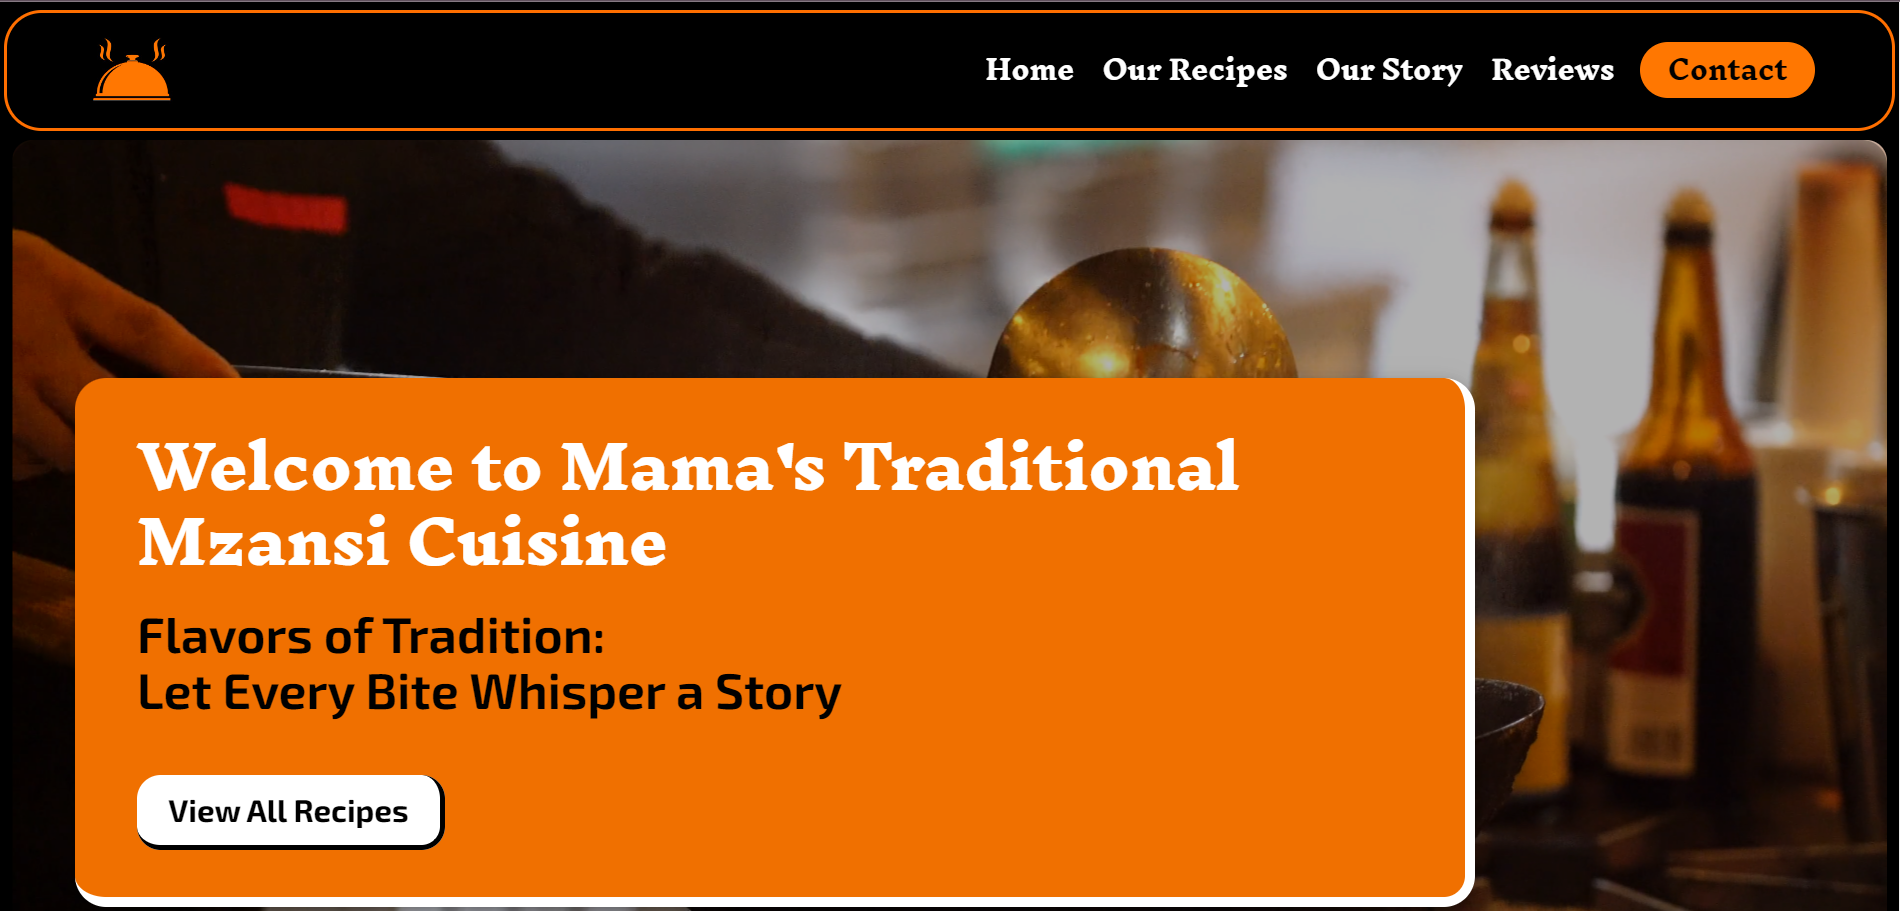 Home Our Recipes Our Story Reviews Contact
Welcome to Mama's Traditional
Mzansi Cuisine
Flavors of Tradition:
Let Every Bite Whisper a Story
View All Recipes